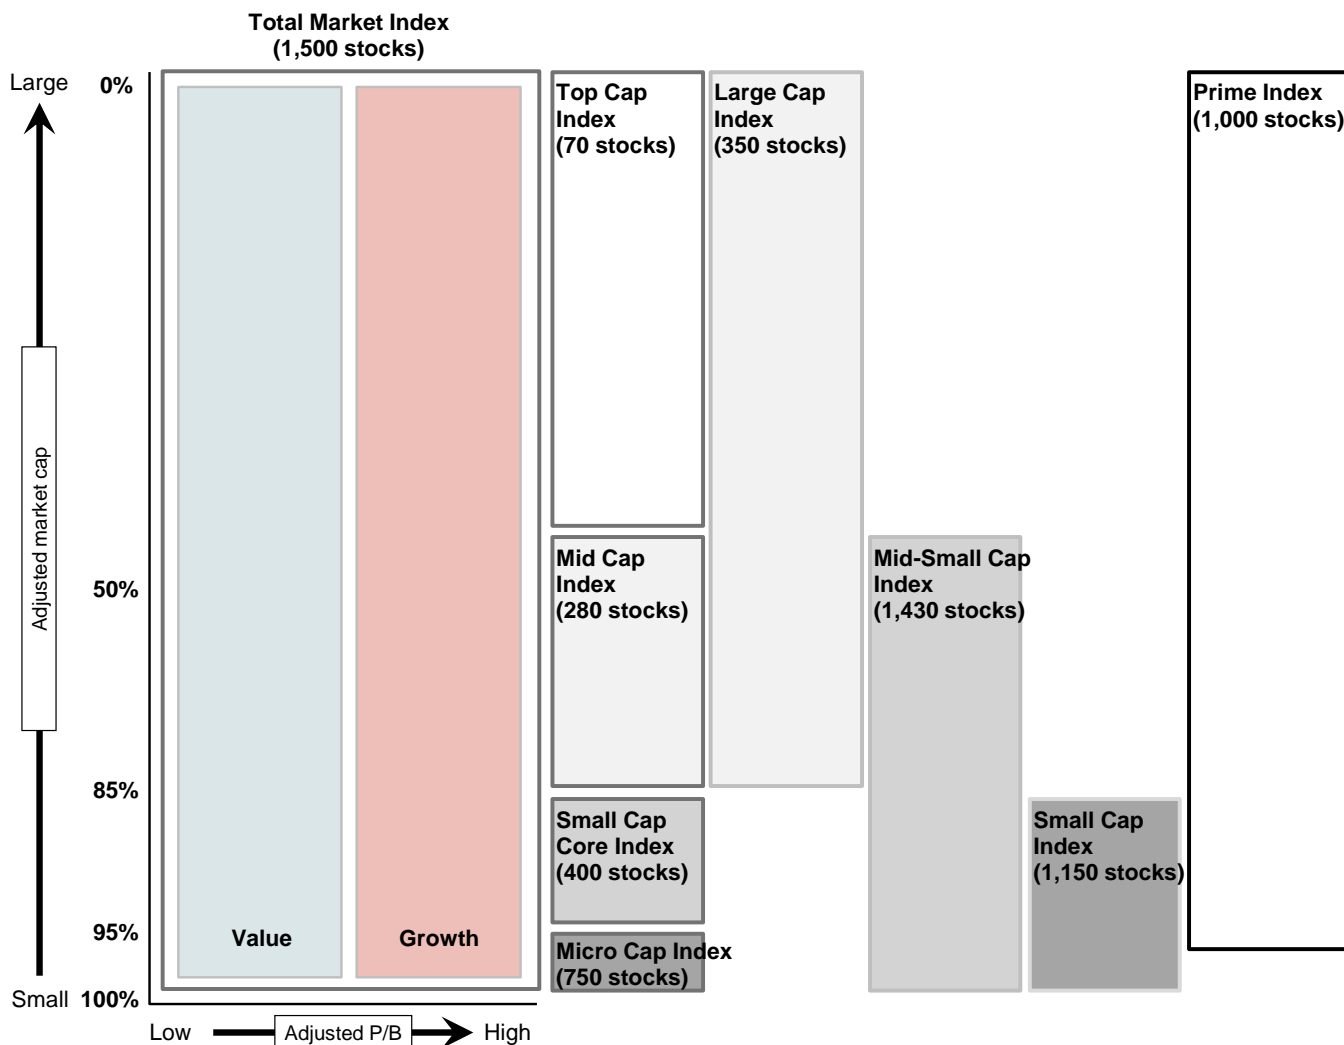 Total Market Index
(1,500 stocks)
Large
0%
Top Cap
Index
(70 stocks)
Large Cap
Index
(350 stocks)
Prime Index
(1,000 stocks)
Adjusted market cap
50%
Mid Cap
Index
(280 stocks)
Mid-Small Cap
Index
(1,430 stocks)
85%
Small Cap
Core Index
(400 stocks)
Small Cap
Index
(1,150 stocks)
95%
Value
Growth
Micro Cap Index
(750 stocks)
Small
100%
Low
Adjusted P/B
High